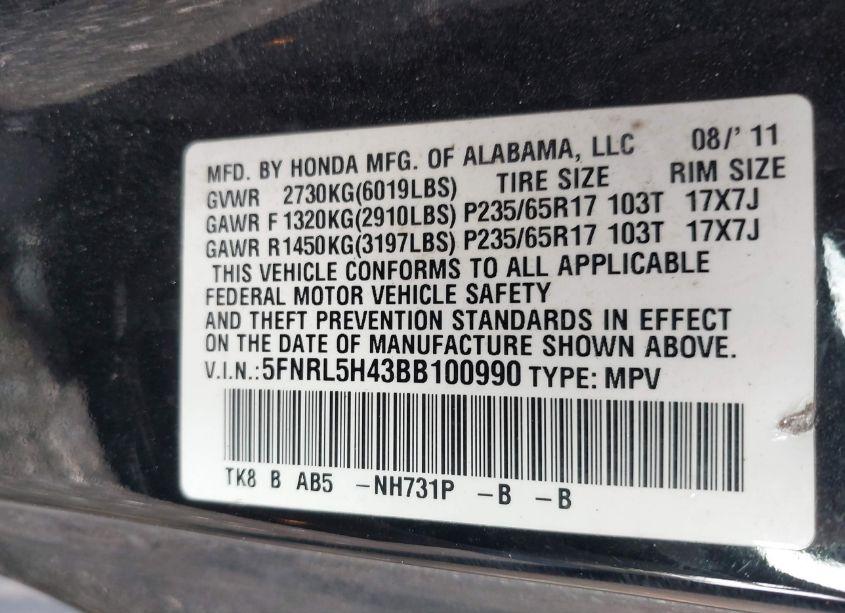 MFD. BY HONDA MFG. OF ALABAMA, LLC 08/' 11
GVWR 2730KG(6019LBS) TIRE SIZE RIM SIZE
GAWR F 1320KG(2910LBS) P235/65R17 103T 17X7J
GAWR R1450KG(3197LBS) P235/65R17 103T 17X7J
THIS VEHICLE CONFORMS TO ALL APPLICABLE
FEDERAL MOTOR VEHICLE SAFETY
AND THEFT PREVENTION STANDARDS IN EFFECT
ON THE DATE OF MANUFACTURE SHOWN ABOVE.
V.I.N.:5FNRL5H43BB100990 TYPE: MPV
TK8 B AB5 -NH731P -B -B